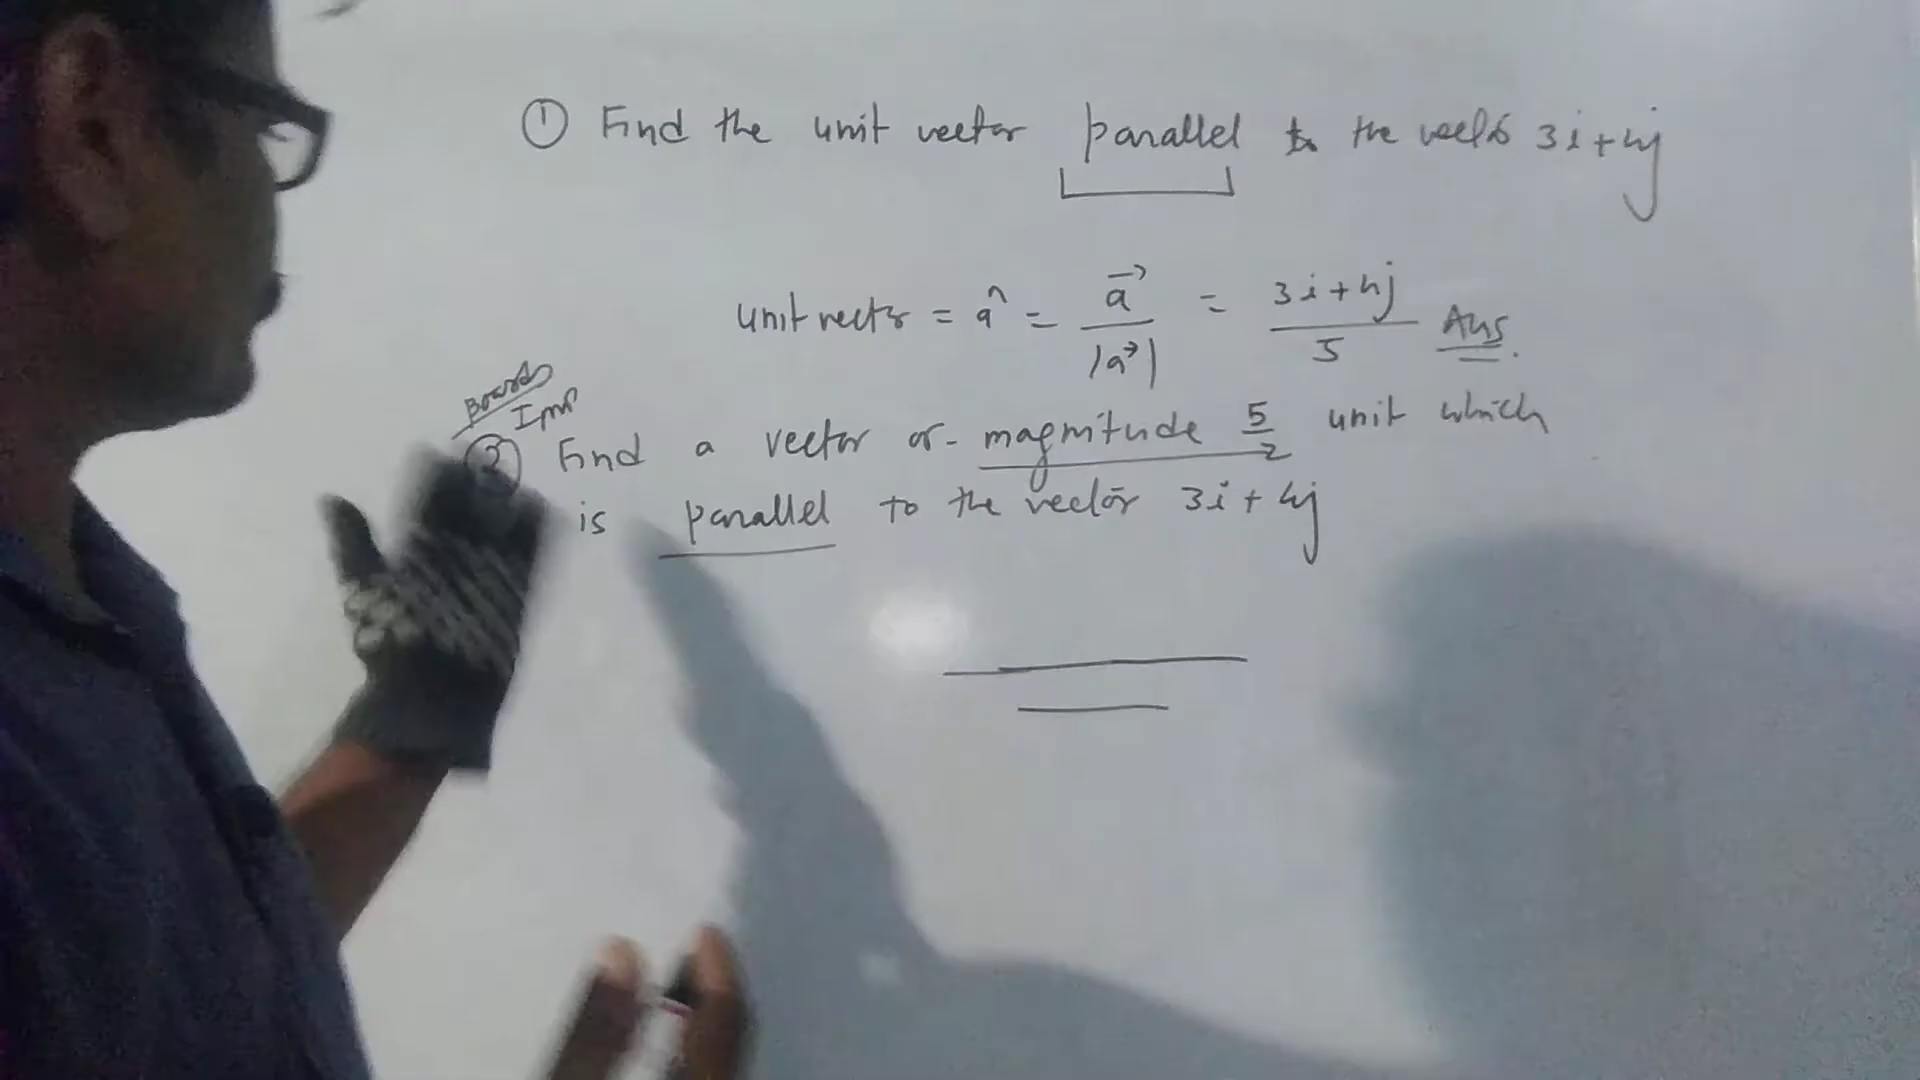 ① Find the unit vector parallel to the vector 3i+4j
unit vector = â = a⃗ / |a⃗| = 3i+4j / 5 Ans.
Boards
Imp
② Find a vector of magnitude 5/2 unit which
is parallel to the vector 3i+4j